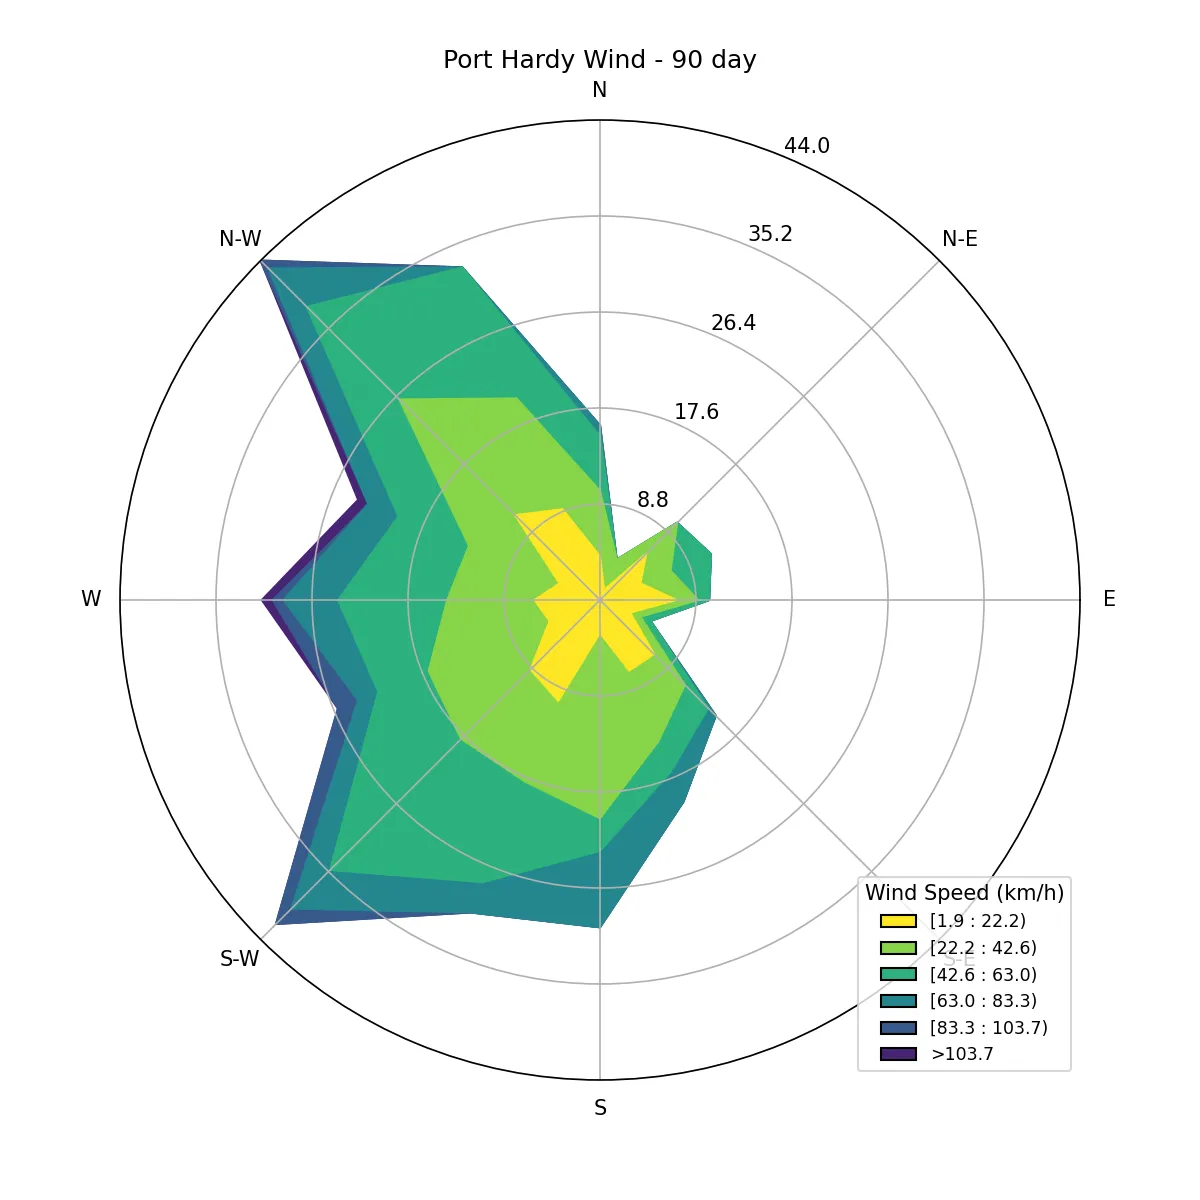 Port Hardy Wind - 90 day
N
44.0
N-W
35.2
N-E
26.4
17.6
8.8
W
E
S-W
S-E
S
Wind Speed (km/h)
[1.9 : 22.2)
[22.2 : 42.6)
[42.6 : 63.0)
[63.0 : 83.3)
[83.3 : 103.7)
>103.7